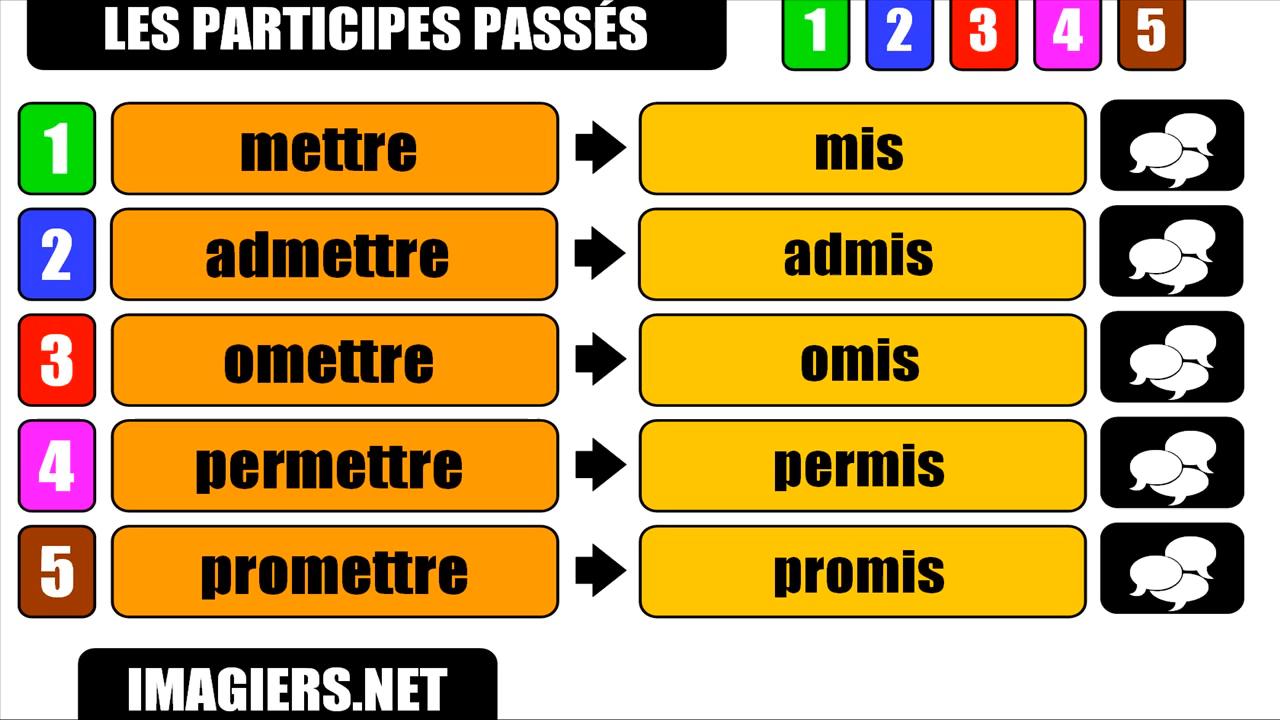 LES PARTICIPES PASSÉS 1 2 3 4 5
1 mettre mis
2 admettre admis
3 omettre omis
4 permettre permis
5 promettre promis
IMAGIERS.NET